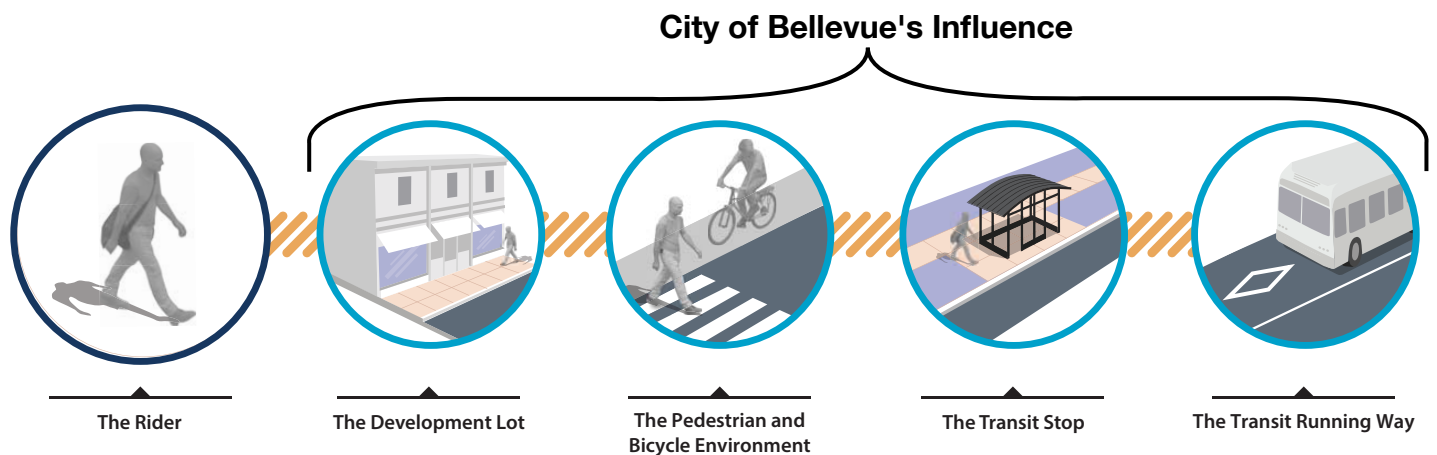 City of Bellevue's Influence
The Rider
The Development Lot
The Pedestrian and
Bicycle Environment
The Transit Stop
The Transit Running Way